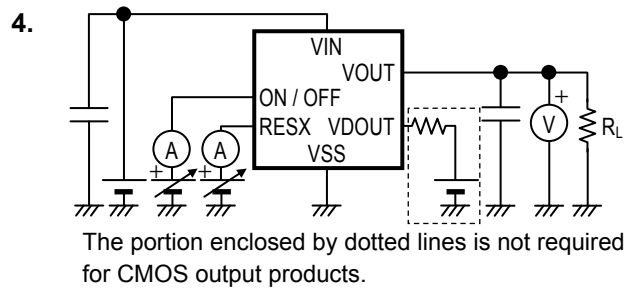 4.
VIN
VOUT
ON / OFF
RESX VDOUT
VSS
A
A
+
+
+
V
RL
The portion enclosed by dotted lines is not required
for CMOS output products.